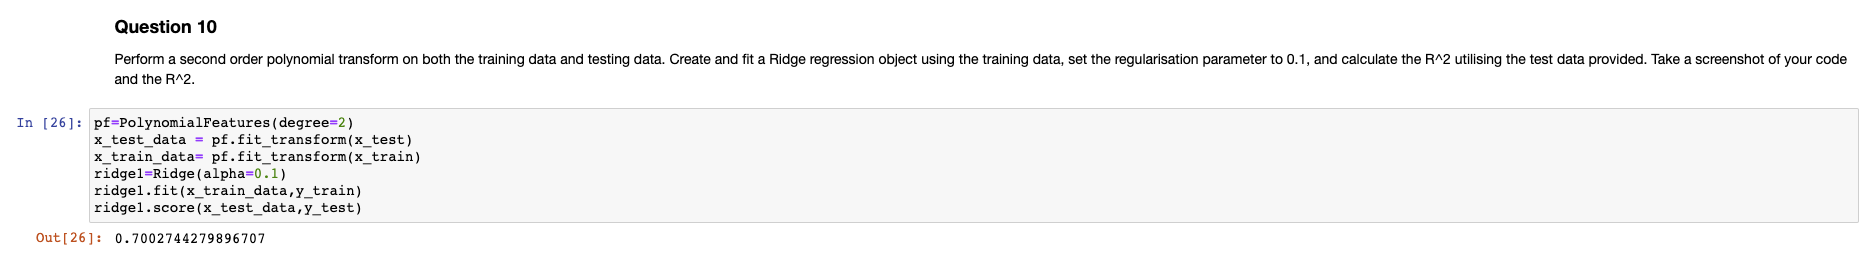 Question 10
Perform a second order polynomial transform on both the training data and testing data. Create and fit a Ridge regression object using the training data, set the regularisation parameter to 0.1, and calculate the R^2 utilising the test data provided. Take a screenshot of your code
and the R^2.
In [26]: pf=PolynomialFeatures(degree=2)
x_test_data = pf.fit_transform(x_test)
x_train_data= pf.fit_transform(x_train)
ridge1=Ridge(alpha=0.1)
ridge1.fit(x_train_data,y_train)
ridge1.score(x_test_data,y_test)
Out[26]: 0.7002744279896707